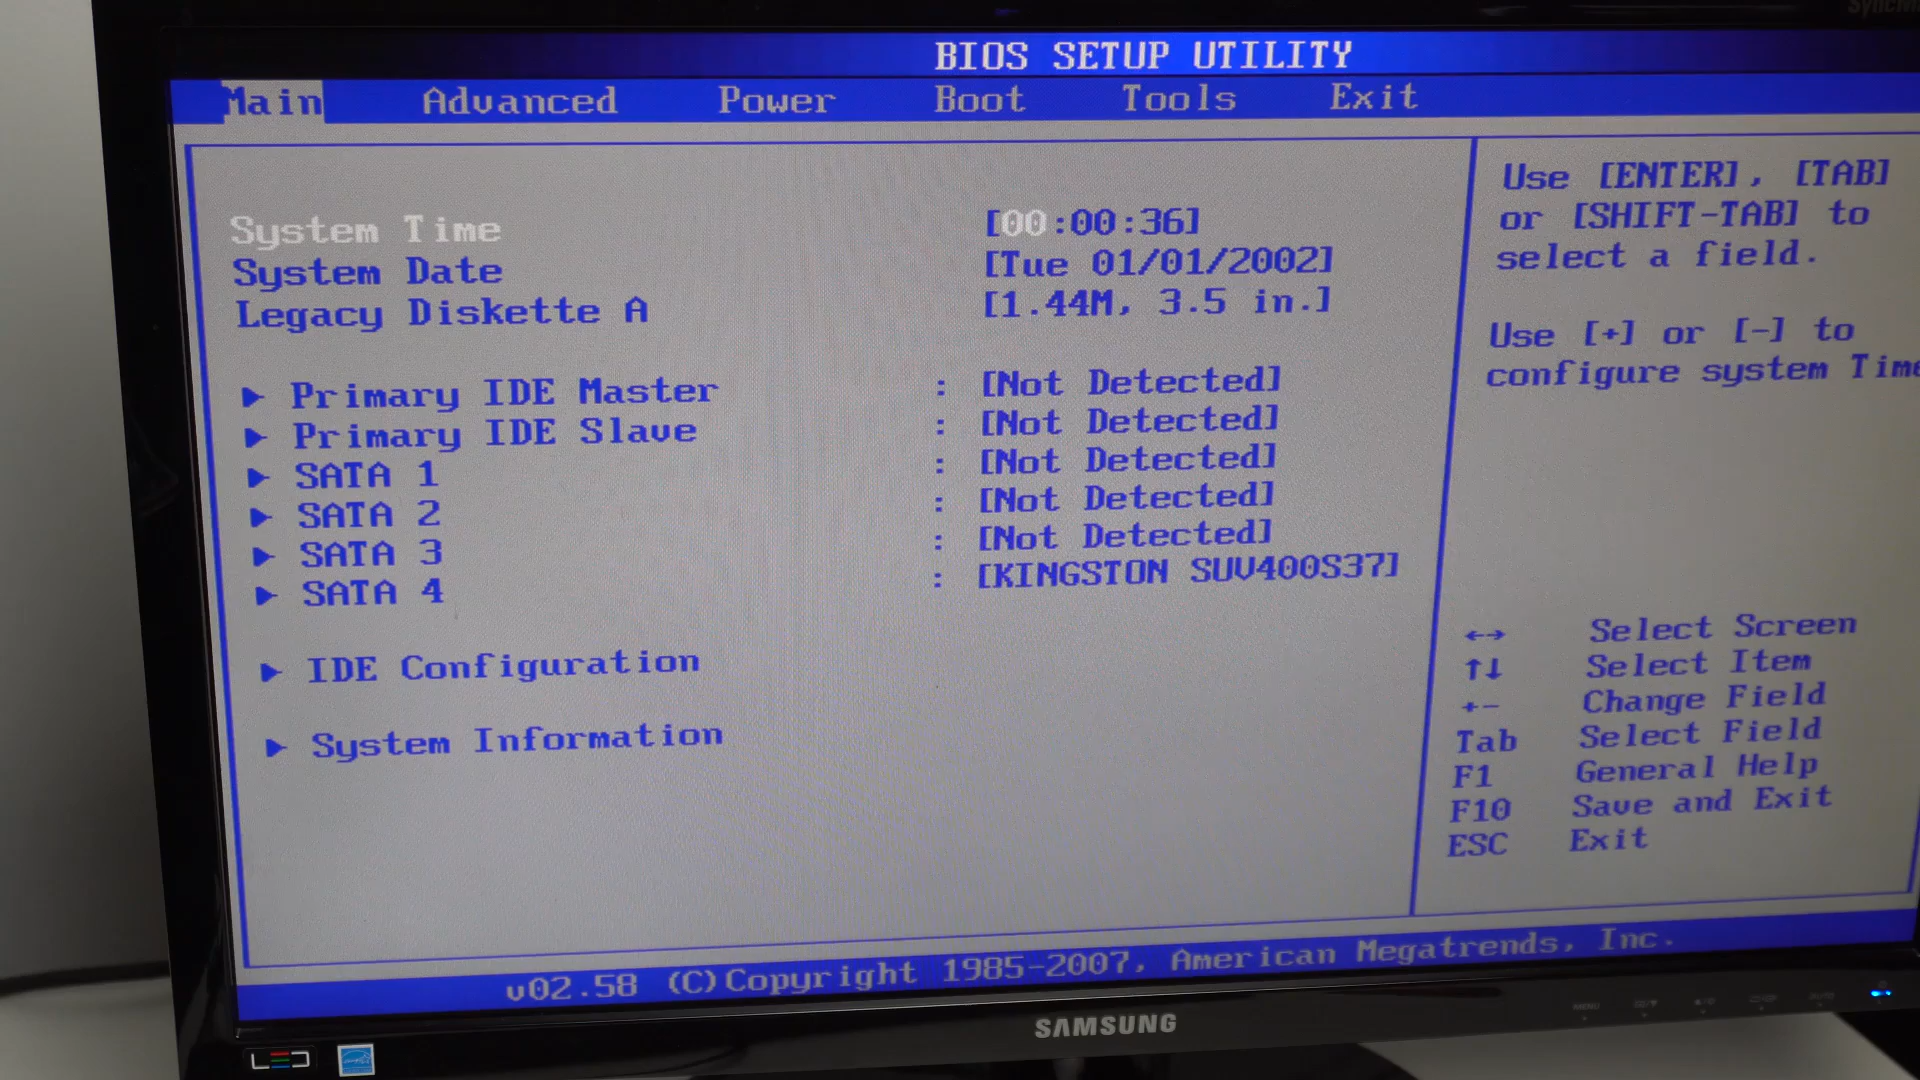 BIOS SETUP UTILITY
Main Advanced Power Boot Tools Exit
System Time [00:00:36]
System Date [Tue 01/01/2002]
Legacy Diskette A [1.44M, 3.5 in.]
▶ Primary IDE Master : [Not Detected]
▶ Primary IDE Slave : [Not Detected]
▶ SATA 1 : [Not Detected]
▶ SATA 2 : [Not Detected]
▶ SATA 3 : [Not Detected]
▶ SATA 4 : [KINGSTON SUV400S37]
▶ IDE Configuration
▶ System Information
Use [ENTER], [TAB]
or [SHIFT-TAB] to
select a field.
Use [+] or [-] to
configure system Time
←→ Select Screen
↑↓ Select Item
+- Change Field
Tab Select Field
F1 General Help
F10 Save and Exit
ESC Exit
v02.58 (C)Copyright 1985-2007, American Megatrends, Inc.
SAMSUNG
LED